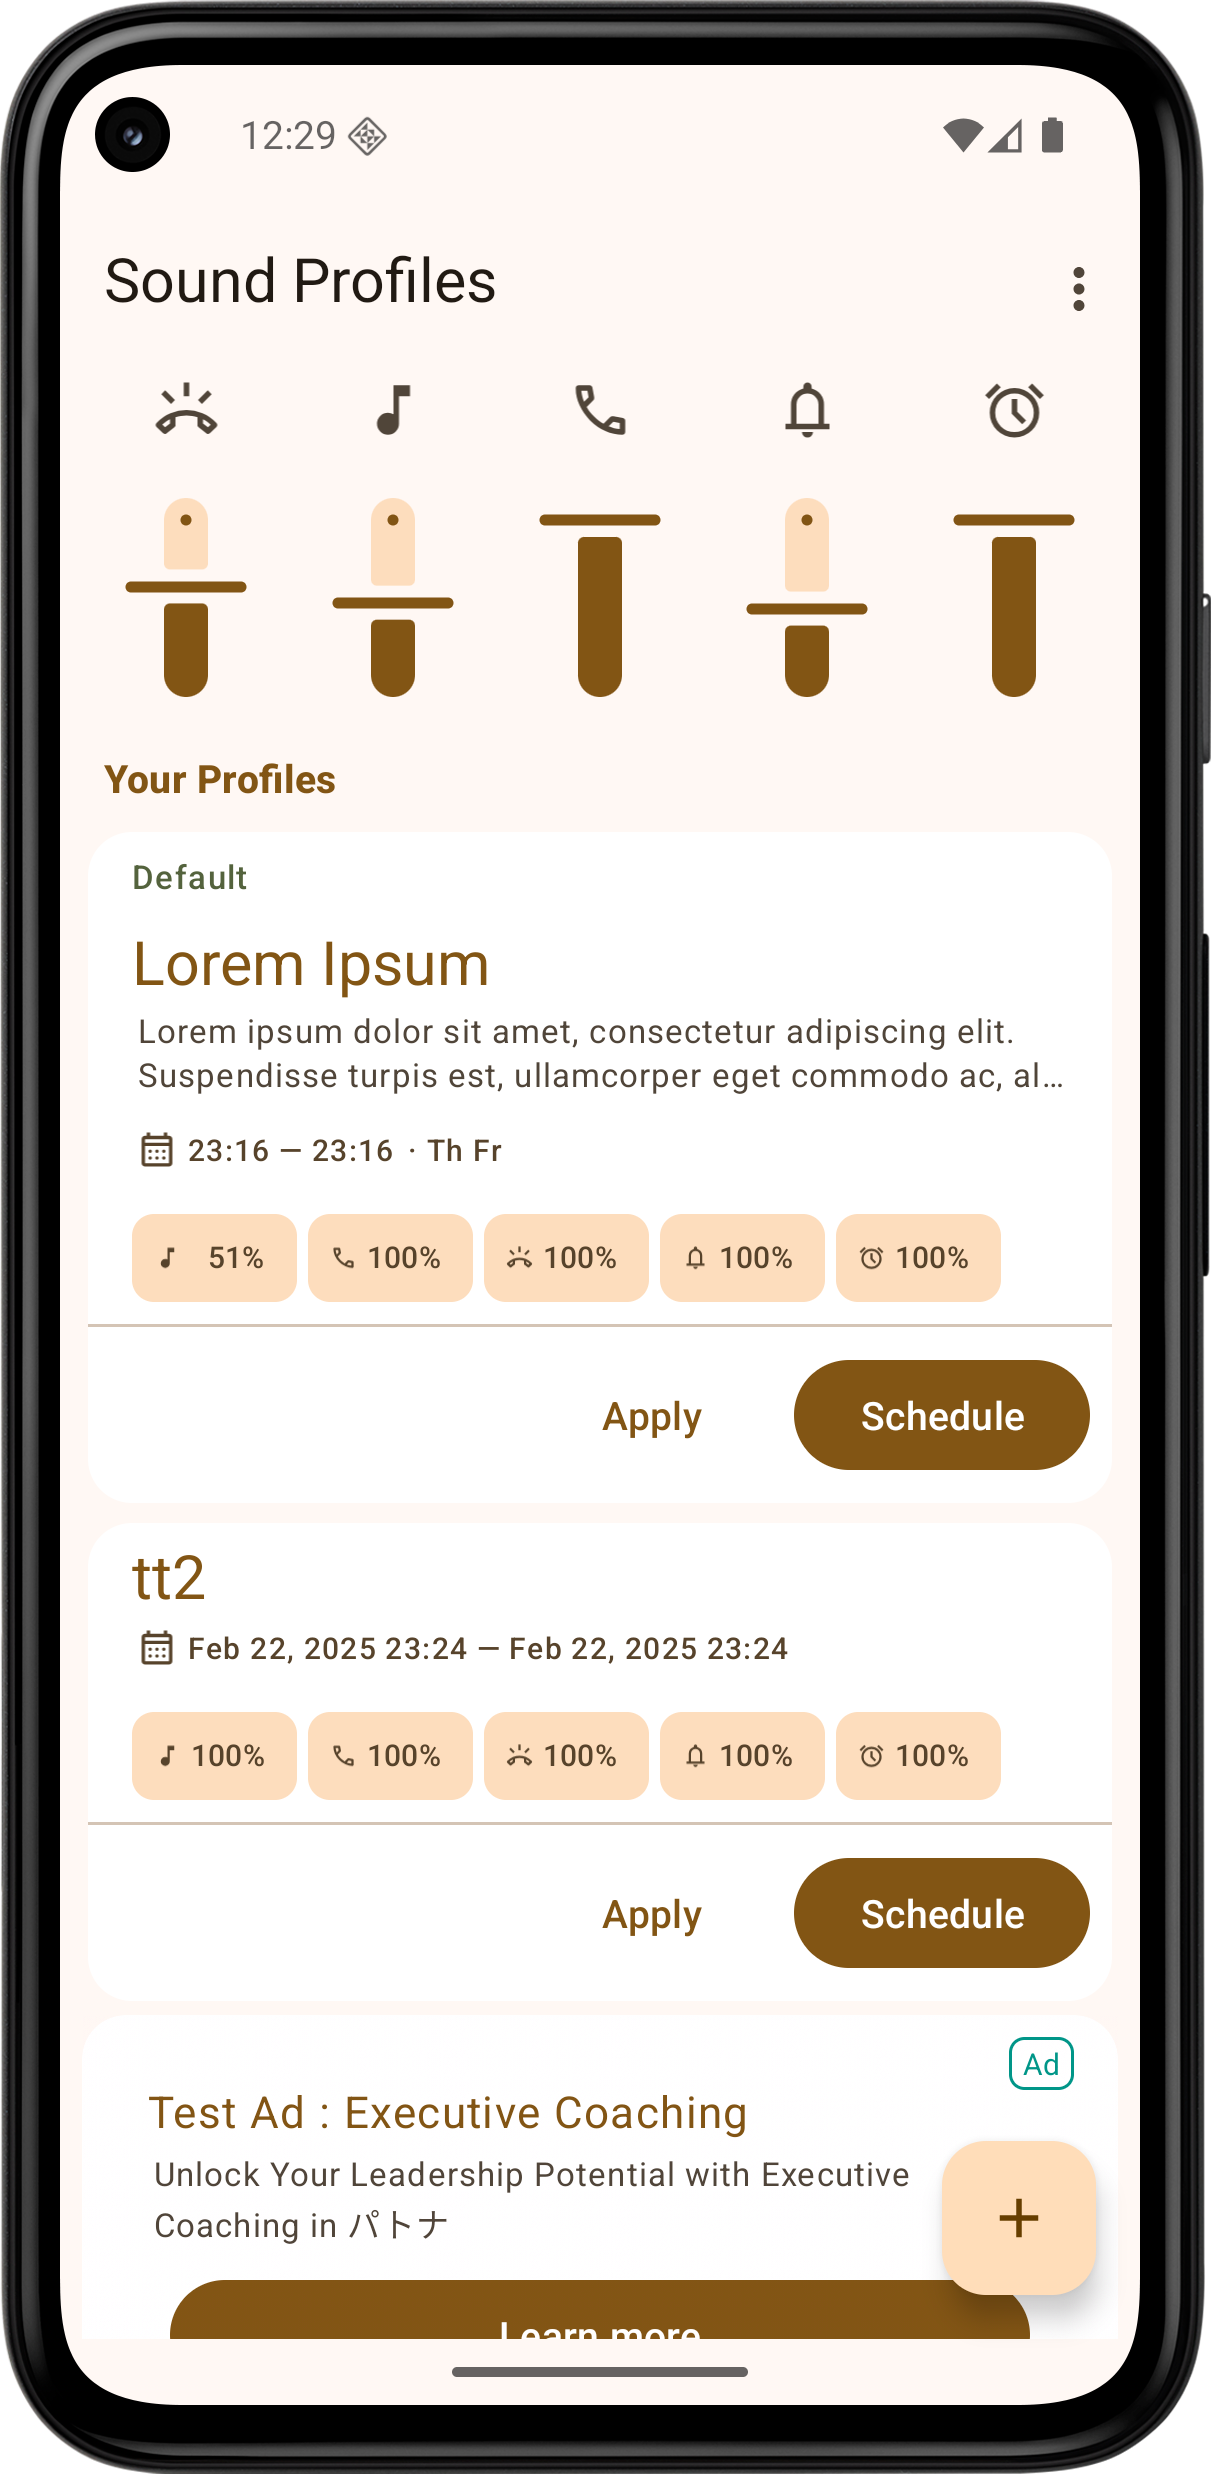 12:29
Sound Profiles
Your Profiles
Default
Lorem Ipsum
Lorem ipsum dolor sit amet, consectetur adipiscing elit.
Suspendisse turpis est, ullamcorper eget commodo ac, al…
23:16 — 23:16 · Th Fr
51% 100% 100% 100% 100%
Apply Schedule
tt2
Feb 22, 2025 23:24 — Feb 22, 2025 23:24
100% 100% 100% 100% 100%
Apply Schedule
Ad
Test Ad : Executive Coaching
Unlock Your Leadership Potential with Executive
Coaching in パトナ
Learn more